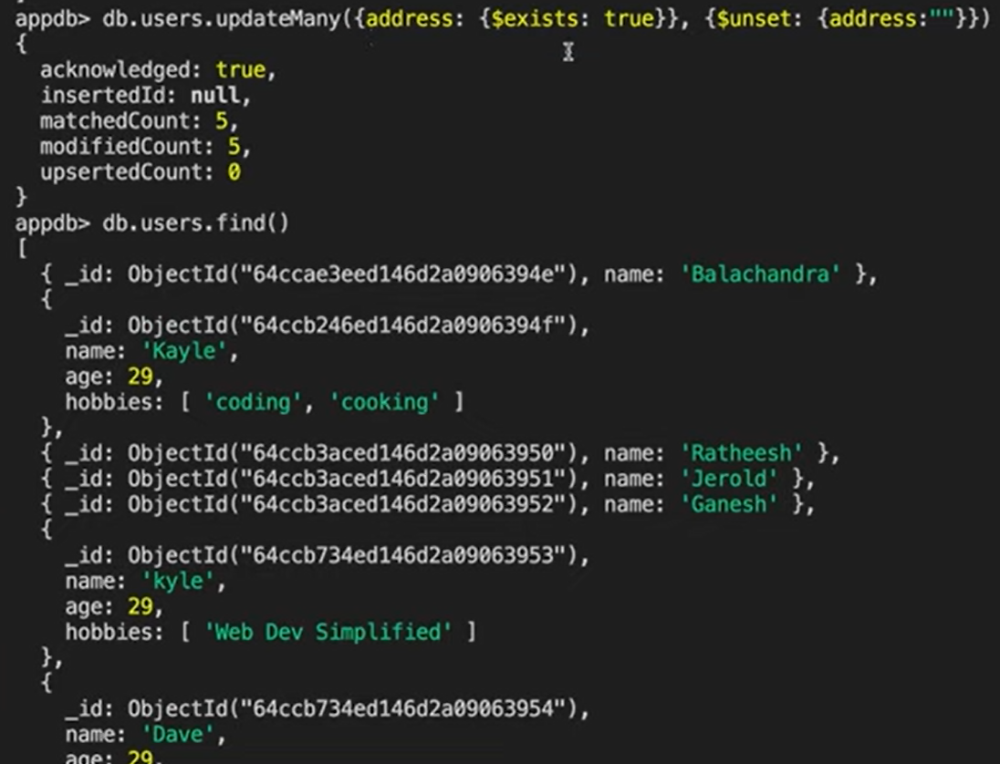 appdb> db.users.updateMany({address: {$exists: true}}, {$unset: {address:""}})
{
acknowledged: true,
insertedId: null,
matchedCount: 5,
modifiedCount: 5,
upsertedCount: 0
}
appdb> db.users.find()
[
{ _id: ObjectId("64ccae3eed146d2a0906394e"), name: 'Balachandra' },
{
_id: ObjectId("64ccb246ed146d2a0906394f"),
name: 'Kayle',
age: 29,
hobbies: [ 'coding', 'cooking' ]
},
{ _id: ObjectId("64ccb3aced146d2a09063950"), name: 'Ratheesh' },
{ _id: ObjectId("64ccb3aced146d2a09063951"), name: 'Jerold' },
{ _id: ObjectId("64ccb3aced146d2a09063952"), name: 'Ganesh' },
{
_id: ObjectId("64ccb734ed146d2a09063953"),
name: 'kyle',
age: 29,
hobbies: [ 'Web Dev Simplified' ]
},
{
_id: ObjectId("64ccb734ed146d2a09063954"),
name: 'Dave',
age: 29,